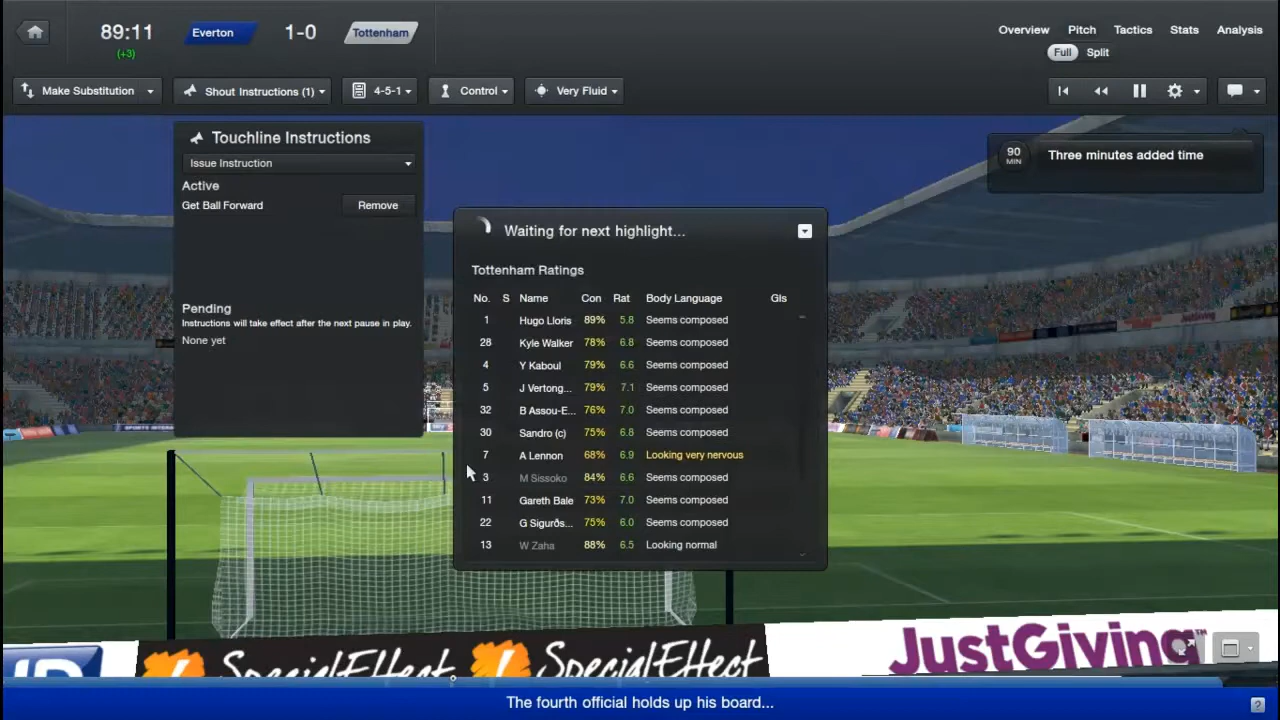 89:11
(+3)
Everton
1-0
Tottenham
Overview
Pitch
Tactics
Stats
Analysis
Full
Split
Make Substitution
Shout Instructions (1)
4-5-1
Control
Very Fluid
Touchline Instructions
Issue Instruction
Active
Get Ball Forward
Remove
Pending
Instructions will take effect after the next pause in play.
None yet
90
MIN
Three minutes added time
Waiting for next highlight...
Tottenham Ratings
No. S Name Con Rat Body Language Gls
1 Hugo Lloris 89% 5.8 Seems composed
28 Kyle Walker 78% 6.8 Seems composed
4 Y Kaboul 79% 6.6 Seems composed
5 J Vertong... 79% 7.1 Seems composed
32 B Assou-E... 76% 7.0 Seems composed
30 Sandro (c) 75% 6.8 Seems composed
7 A Lennon 68% 6.9 Looking very nervous
3 M Sissoko 84% 6.6 Seems composed
11 Gareth Bale 73% 7.0 Seems composed
22 G Sigurðs... 75% 6.0 Seems composed
13 W Zaha 88% 6.5 Looking normal
SpecialEffect
SpecialEffect
JustGiving™
The fourth official holds up his board...
?